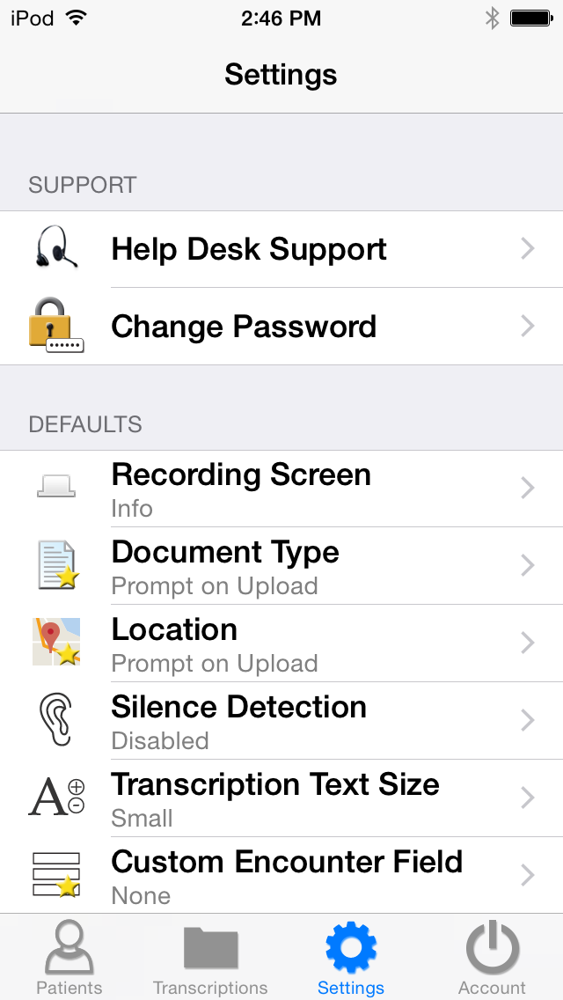 iPod 2:46 PM
Settings
SUPPORT
Help Desk Support
Change Password
DEFAULTS
Recording Screen
Info
Document Type
Prompt on Upload
Location
Prompt on Upload
Silence Detection
Disabled
Transcription Text Size
Small
Custom Encounter Field
None
Patients Transcriptions Settings Account